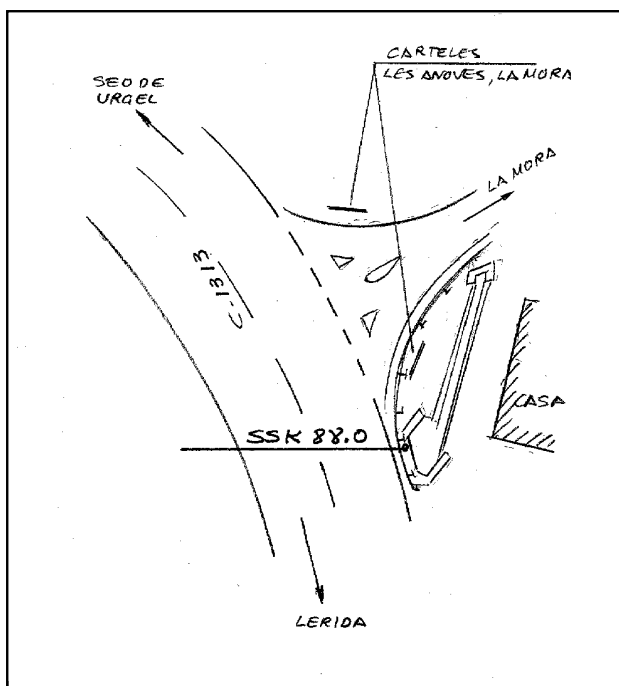 CARTELES
LES ANOVES, LA MORA
SEO DE
URGEL
LA MORA
C-1313
CASA
SSK 88.0
LERIDA